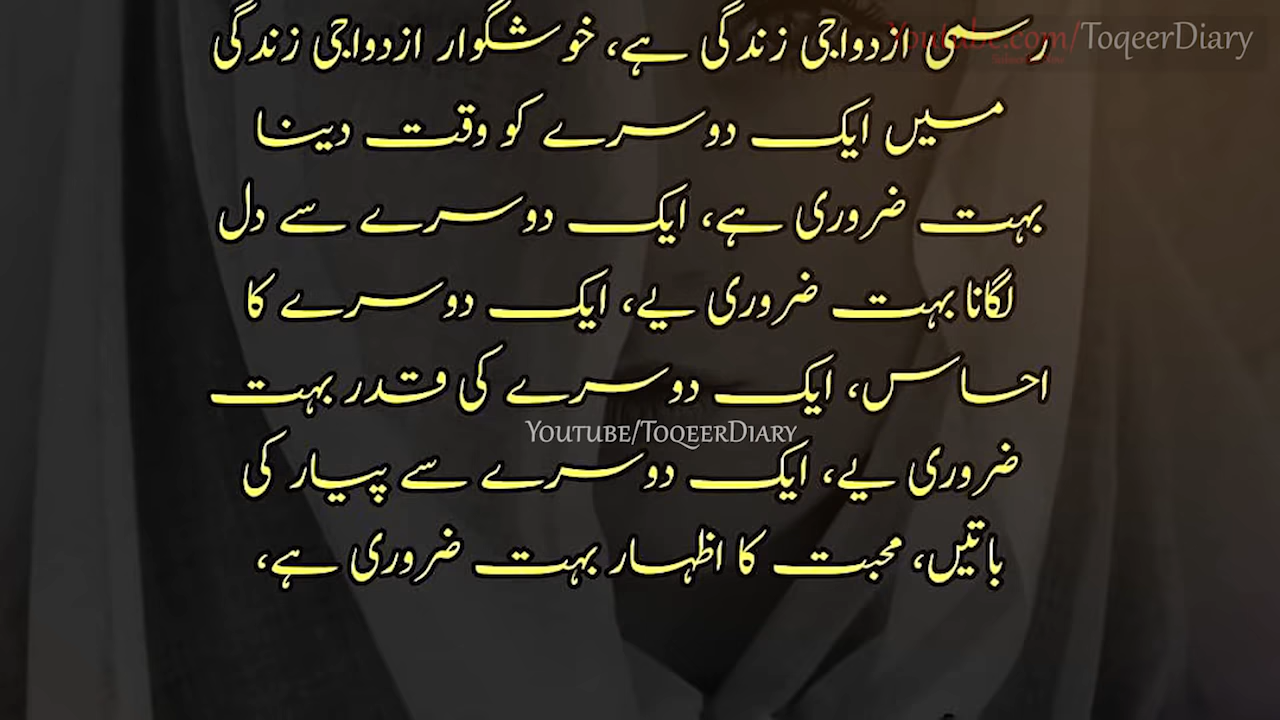 Youtube.com/ToqeerDiary
رسمی ازدواجی زندگی ہے، خوشگوار ازدواجی زندگی
میں ایک دوسرے کو وقت دینا
بہت ضروری ہے، ایک دوسرے سے دل
لگانا بہت ضروری یے، ایک دوسرے کا
احساس، ایک دوسرے کی قدر بہت
YOUTUBE/TOQEERDIARY
ضروری یے، ایک دوسرے سے پیار کی
باتیں، محبت کا اظہار بہت ضروری ہے،